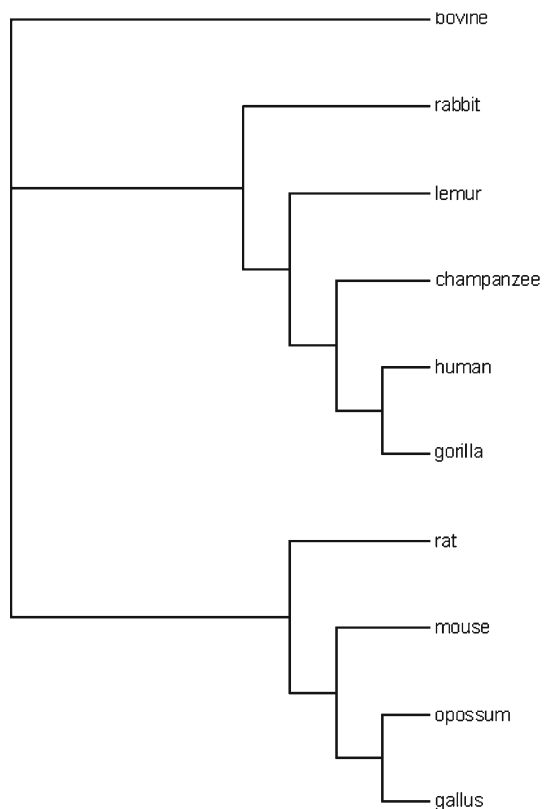 bovine
rabbit
lemur
champanzee
human
gorilla
rat
mouse
opossum
gallus